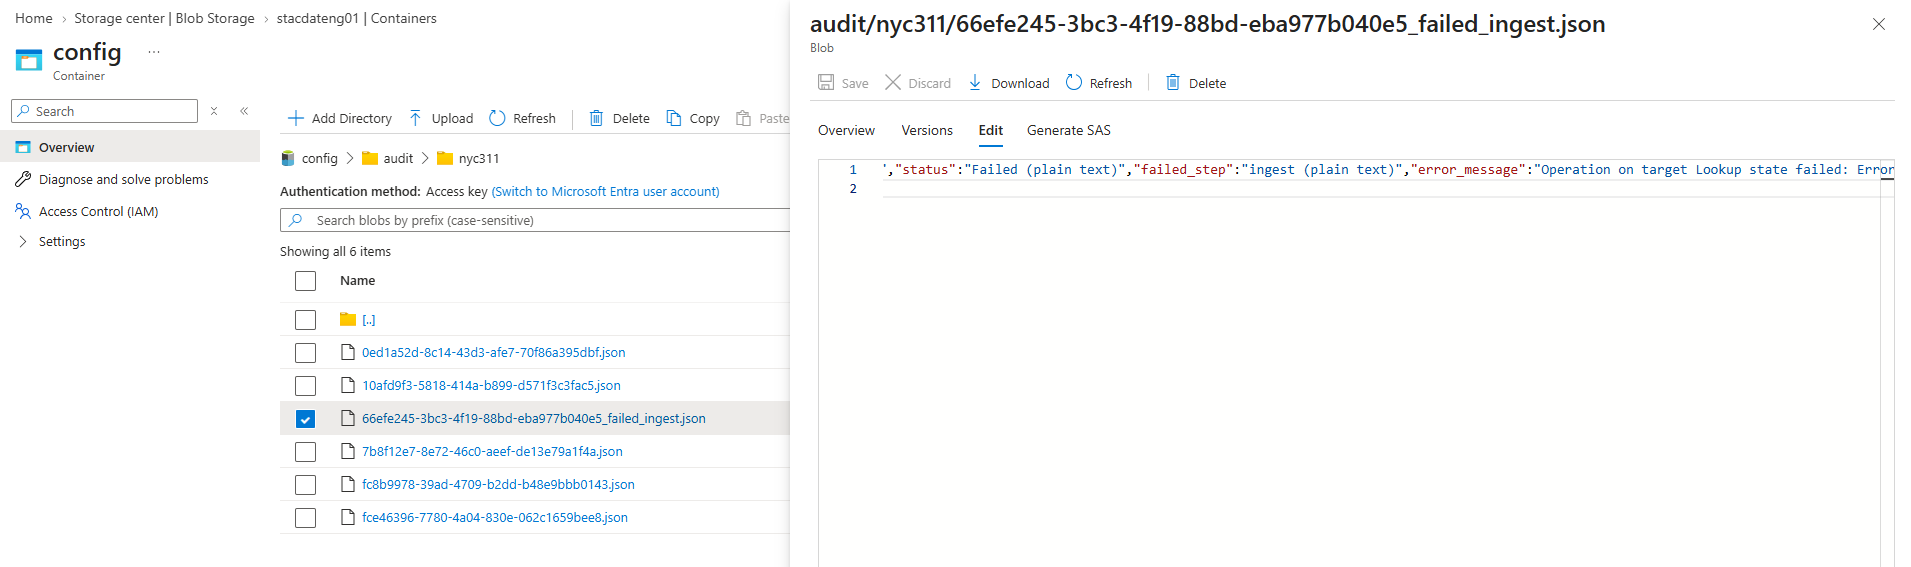 Home > Storage center | Blob Storage > stacdateng01 | Containers
config ...
Container
Search
Overview
Diagnose and solve problems
Access Control (IAM)
Settings
Add Directory Upload Refresh Delete Copy Paste
config > audit > nyc311
Authentication method: Access key (Switch to Microsoft Entra user account)
Search blobs by prefix (case-sensitive)
Showing all 6 items
Name
[..]
0ed1a52d-8c14-43d3-afe7-70f86a395dbf.json
10afd9f3-5818-414a-b899-d571f3c3fac5.json
66efe245-3bc3-4f19-88bd-eba977b040e5_failed_ingest.json
7b8f12e7-8e72-46c0-aeef-de13e79a1f4a.json
fc8b9978-39ad-4709-b2dd-b48e9bbb0143.json
fce46396-7780-4a04-830e-062c1659bee8.json
audit/nyc311/66efe245-3bc3-4f19-88bd-eba977b040e5_failed_ingest.json
Blob
Save Discard Download Refresh Delete
Overview Versions Edit Generate SAS
1 ","status":"Failed (plain text)","failed_step":"ingest (plain text)","error_message":"Operation on target Lookup state failed: Error
2